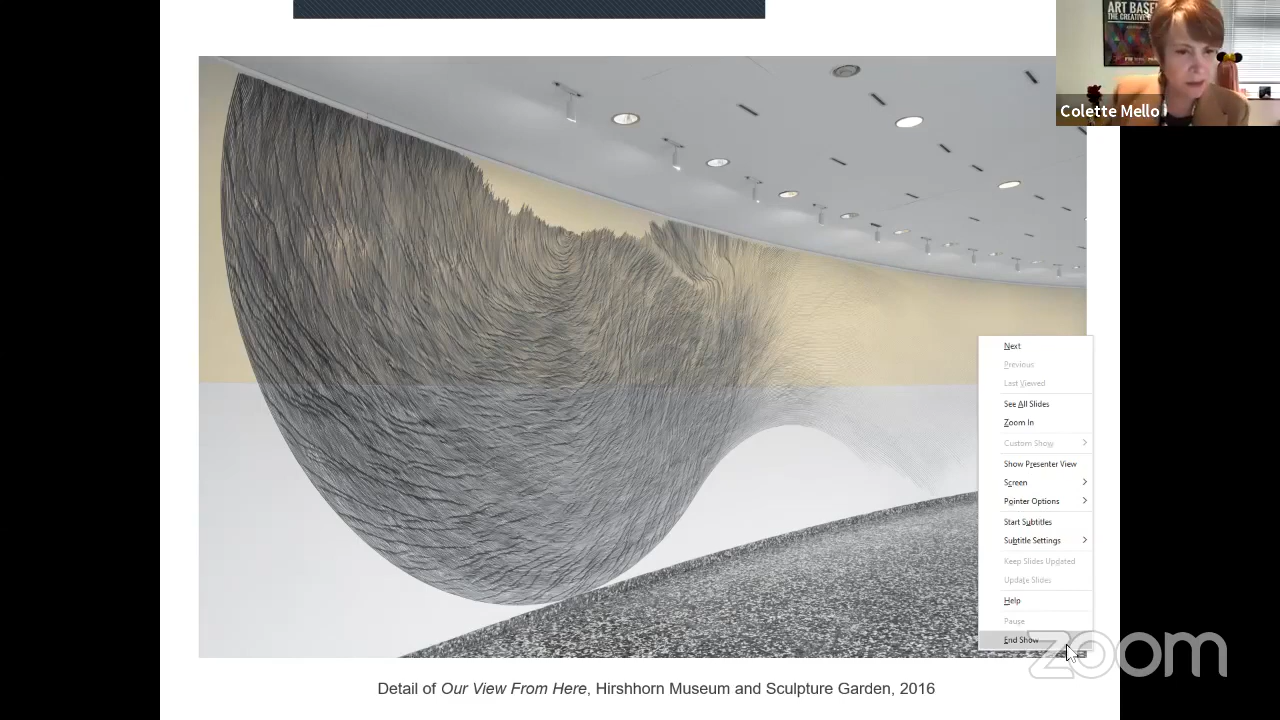 ART BASEL
THE CREATIVE
Colette Mello
Next
Previous
Last Viewed
See All Slides
Zoom In
Custom Show
Show Presenter View
Screen
Pointer Options
Start Subtitles
Subtitle Settings
Keep Slides Updated
Update Slides
Help
Pause
End Show
zoom
Detail of Our View From Here, Hirshhorn Museum and Sculpture Garden, 2016